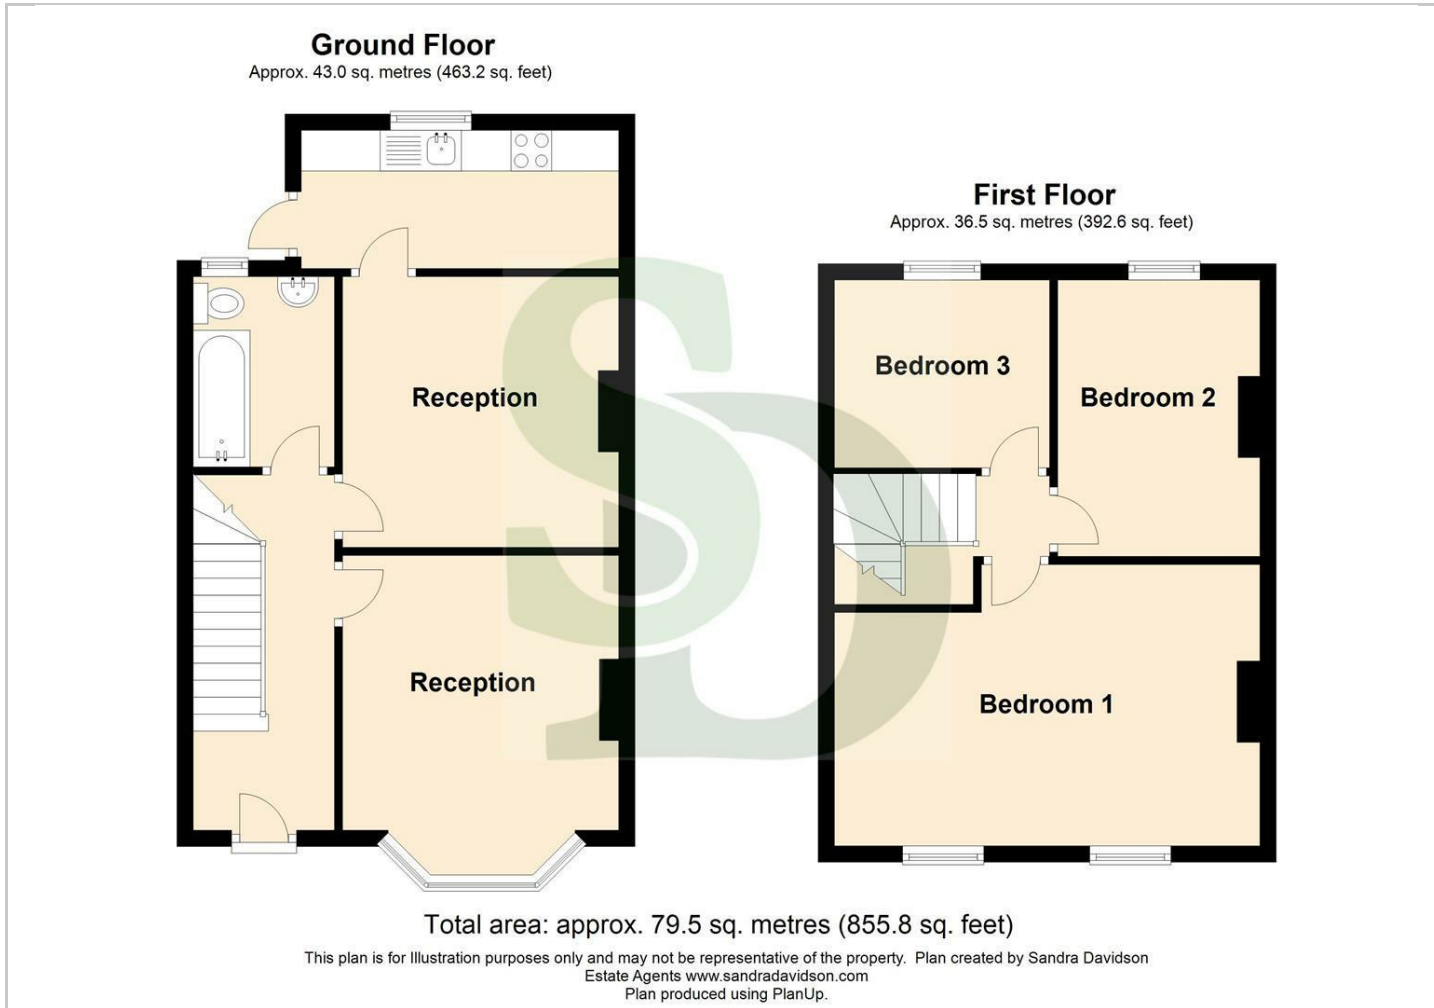 Ground Floor
Approx. 43.0 sq. metres (463.2 sq. feet)
First Floor
Approx. 36.5 sq. metres (392.6 sq. feet)
Reception
Bedroom 3
Bedroom 2
Reception
Bedroom 1
SD
Total area: approx. 79.5 sq. metres (855.8 sq. feet)
This plan is for Illustration purposes only and may not be representative of the property. Plan created by Sandra Davidson
Estate Agents www.sandradavidson.com
Plan produced using PlanUp.